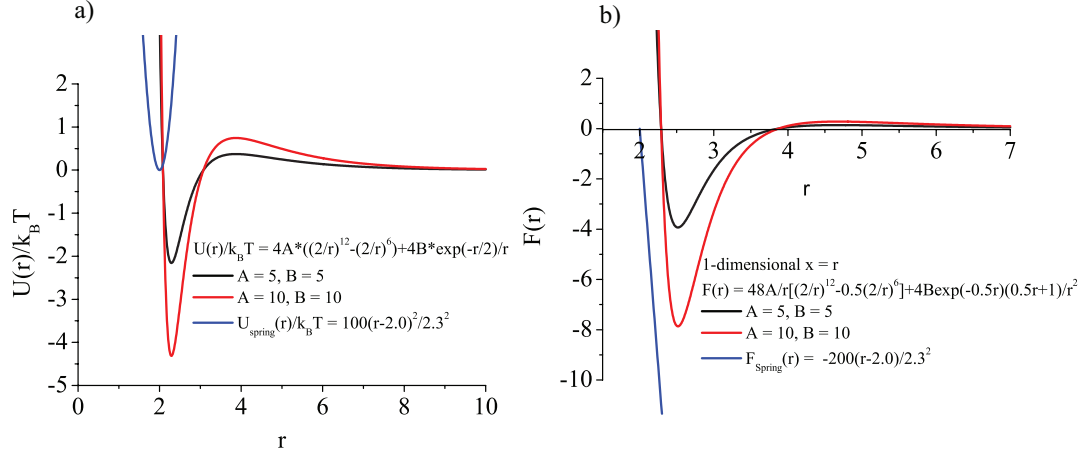 a)
U(r)/k_BT
2
1
0
-1
-2
-3
-4
-5
U(r)/k_BT = 4A*((2/r)^12-(2/r)^6)+4B*exp(-r/2)/r
A = 5, B = 5
A = 10, B = 10
U_spring(r)/k_BT = 100(r-2.0)^2/2.3^2
0 2 4 6 8 10
r
b)
F(r)
2
0
-2
-4
-6
-8
-10
2 3 4 5 6 7
r
1-dimensional x = r
F(r) = 48A/r[(2/r)^12-0.5(2/r)^6]+4Bexp(-0.5r)(0.5r+1)/r^2
A = 5, B = 5
A = 10, B = 10
F_Spring(r) = -200(r-2.0)/2.3^2